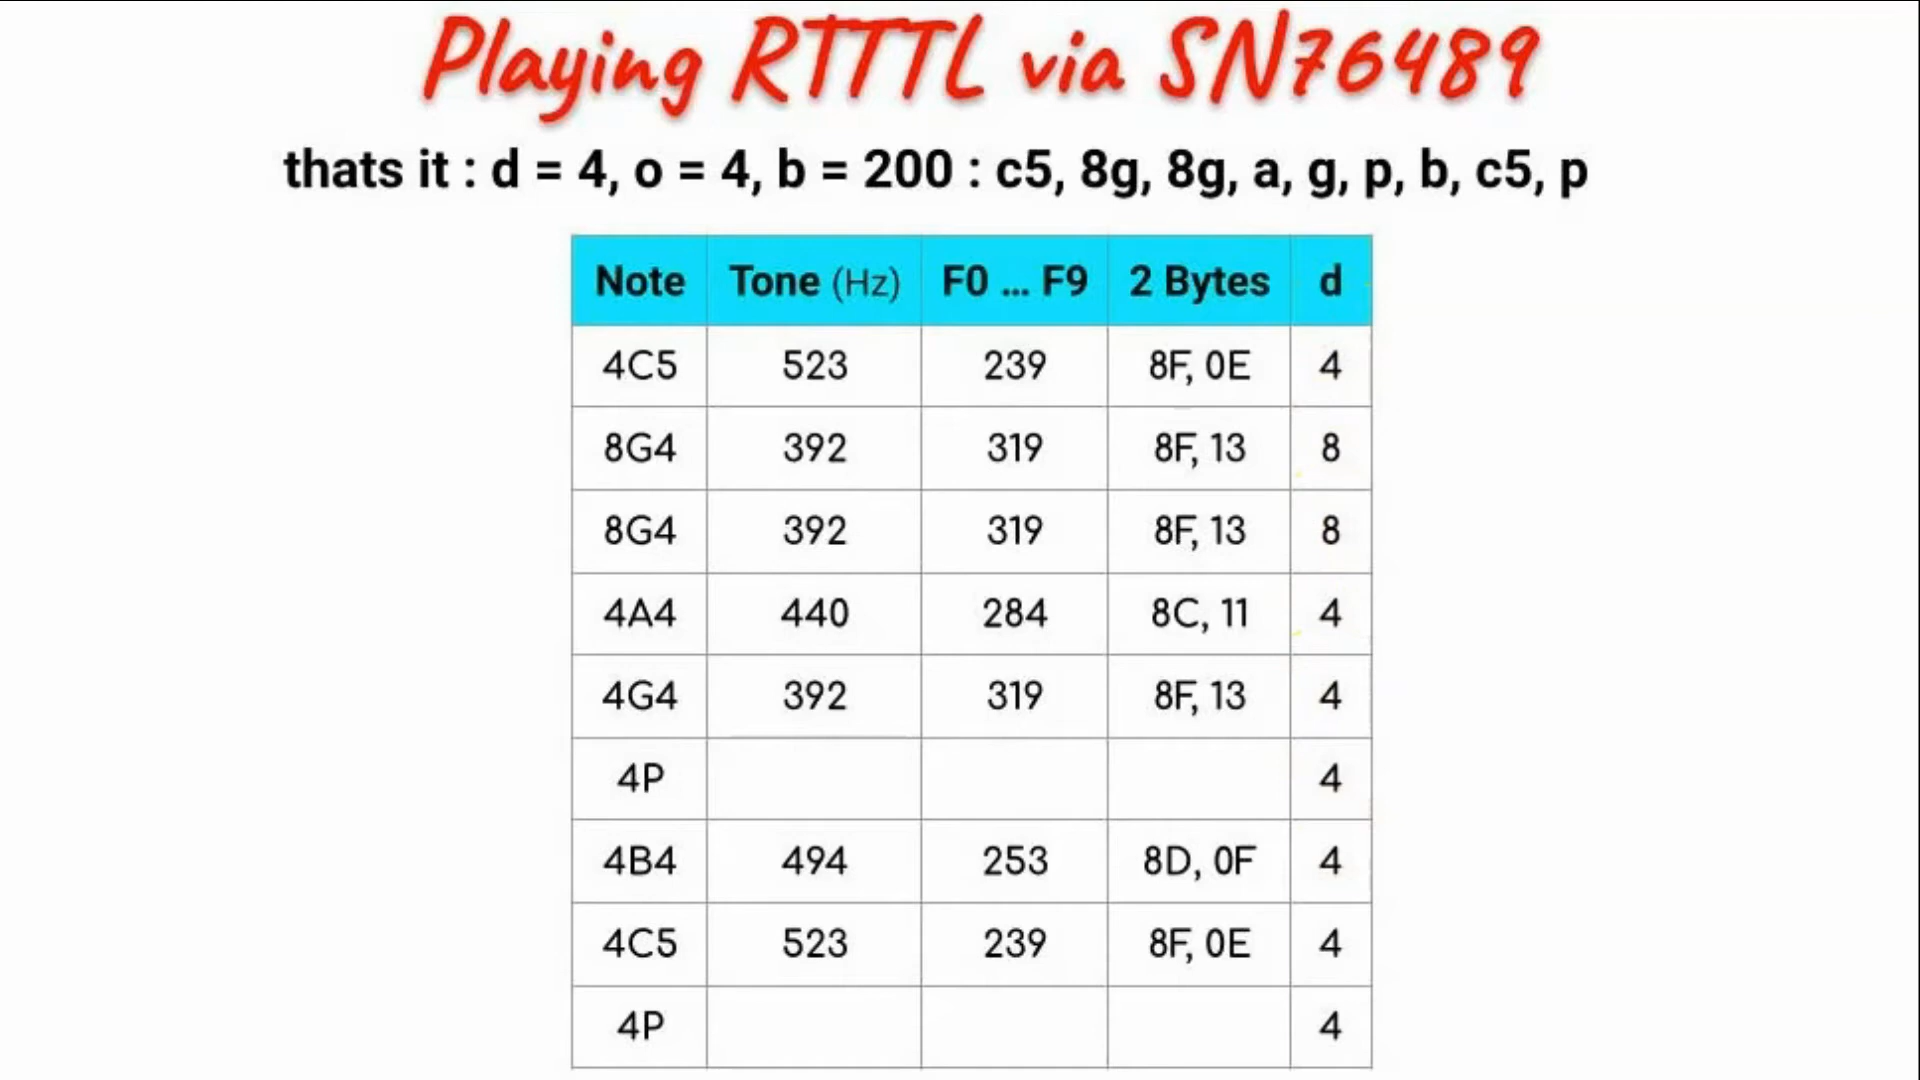 Playing RTTTL via SN76489
thats it : d = 4, o = 4, b = 200 : c5, 8g, 8g, a, g, p, b, c5, p
Note Tone (Hz) F0 ... F9 2 Bytes d
4C5 523 239 8F, 0E 4
8G4 392 319 8F, 13 8
8G4 392 319 8F, 13 8
4A4 440 284 8C, 11 4
4G4 392 319 8F, 13 4
4P 4
4B4 494 253 8D, 0F 4
4C5 523 239 8F, 0E 4
4P 4